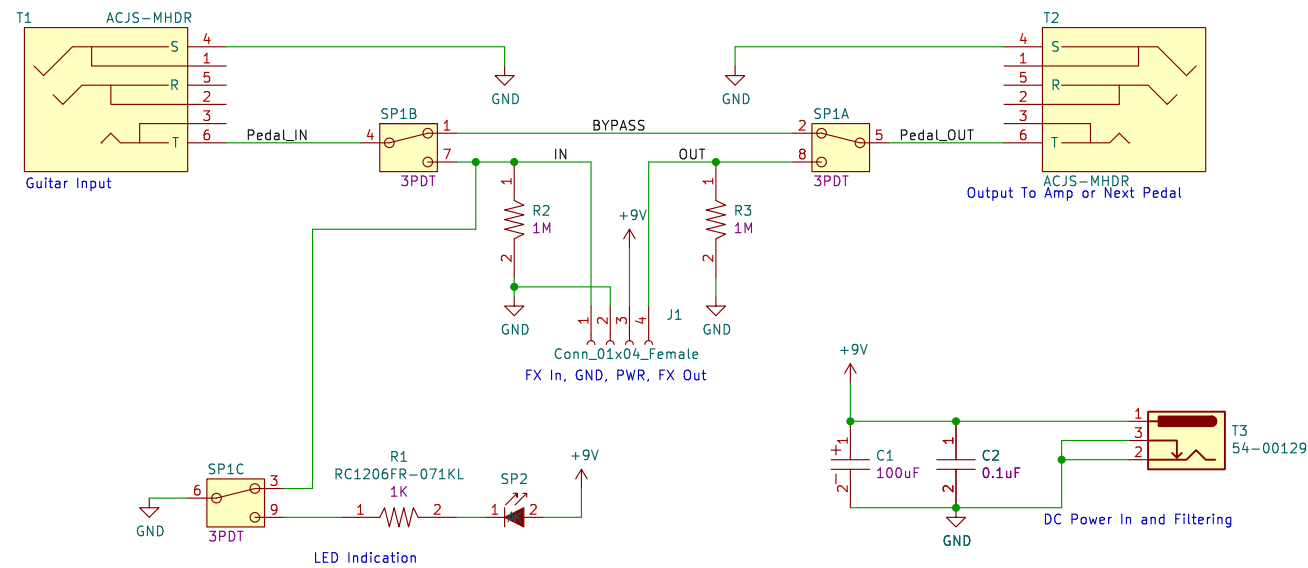 T1
ACJS-MHDR
S
4
1
R
5
2
3
T
6
Guitar Input
Pedal_IN
GND
SP1B
4
1
7
3PDT
BYPASS
IN
OUT
GND
SP1A
2
8
5
3PDT
Pedal_OUT
T2
4
S
1
5
R
2
3
6
T
ACJS-MHDR
Output To Amp or Next Pedal
1
R2
1M
2
GND
+9V
1
R3
1M
2
GND
1
2
3
4
J1
Conn_01x04_Female
FX In, GND, PWR, FX Out
SP1C
6
3
9
3PDT
GND
R1
RC1206FR-071KL
1K
1
2
SP2
1
2
+9V
LED Indication
+9V
+
1
C1
100uF
−
2
1
C2
0.1uF
2
GND
1
3
2
T3
54-00129
DC Power In and Filtering